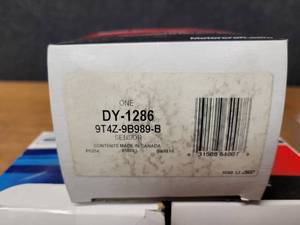 ONE
DY-1286
9T4Z-9B989-B
SENSOR
CONTENTS MADE IN CANADA